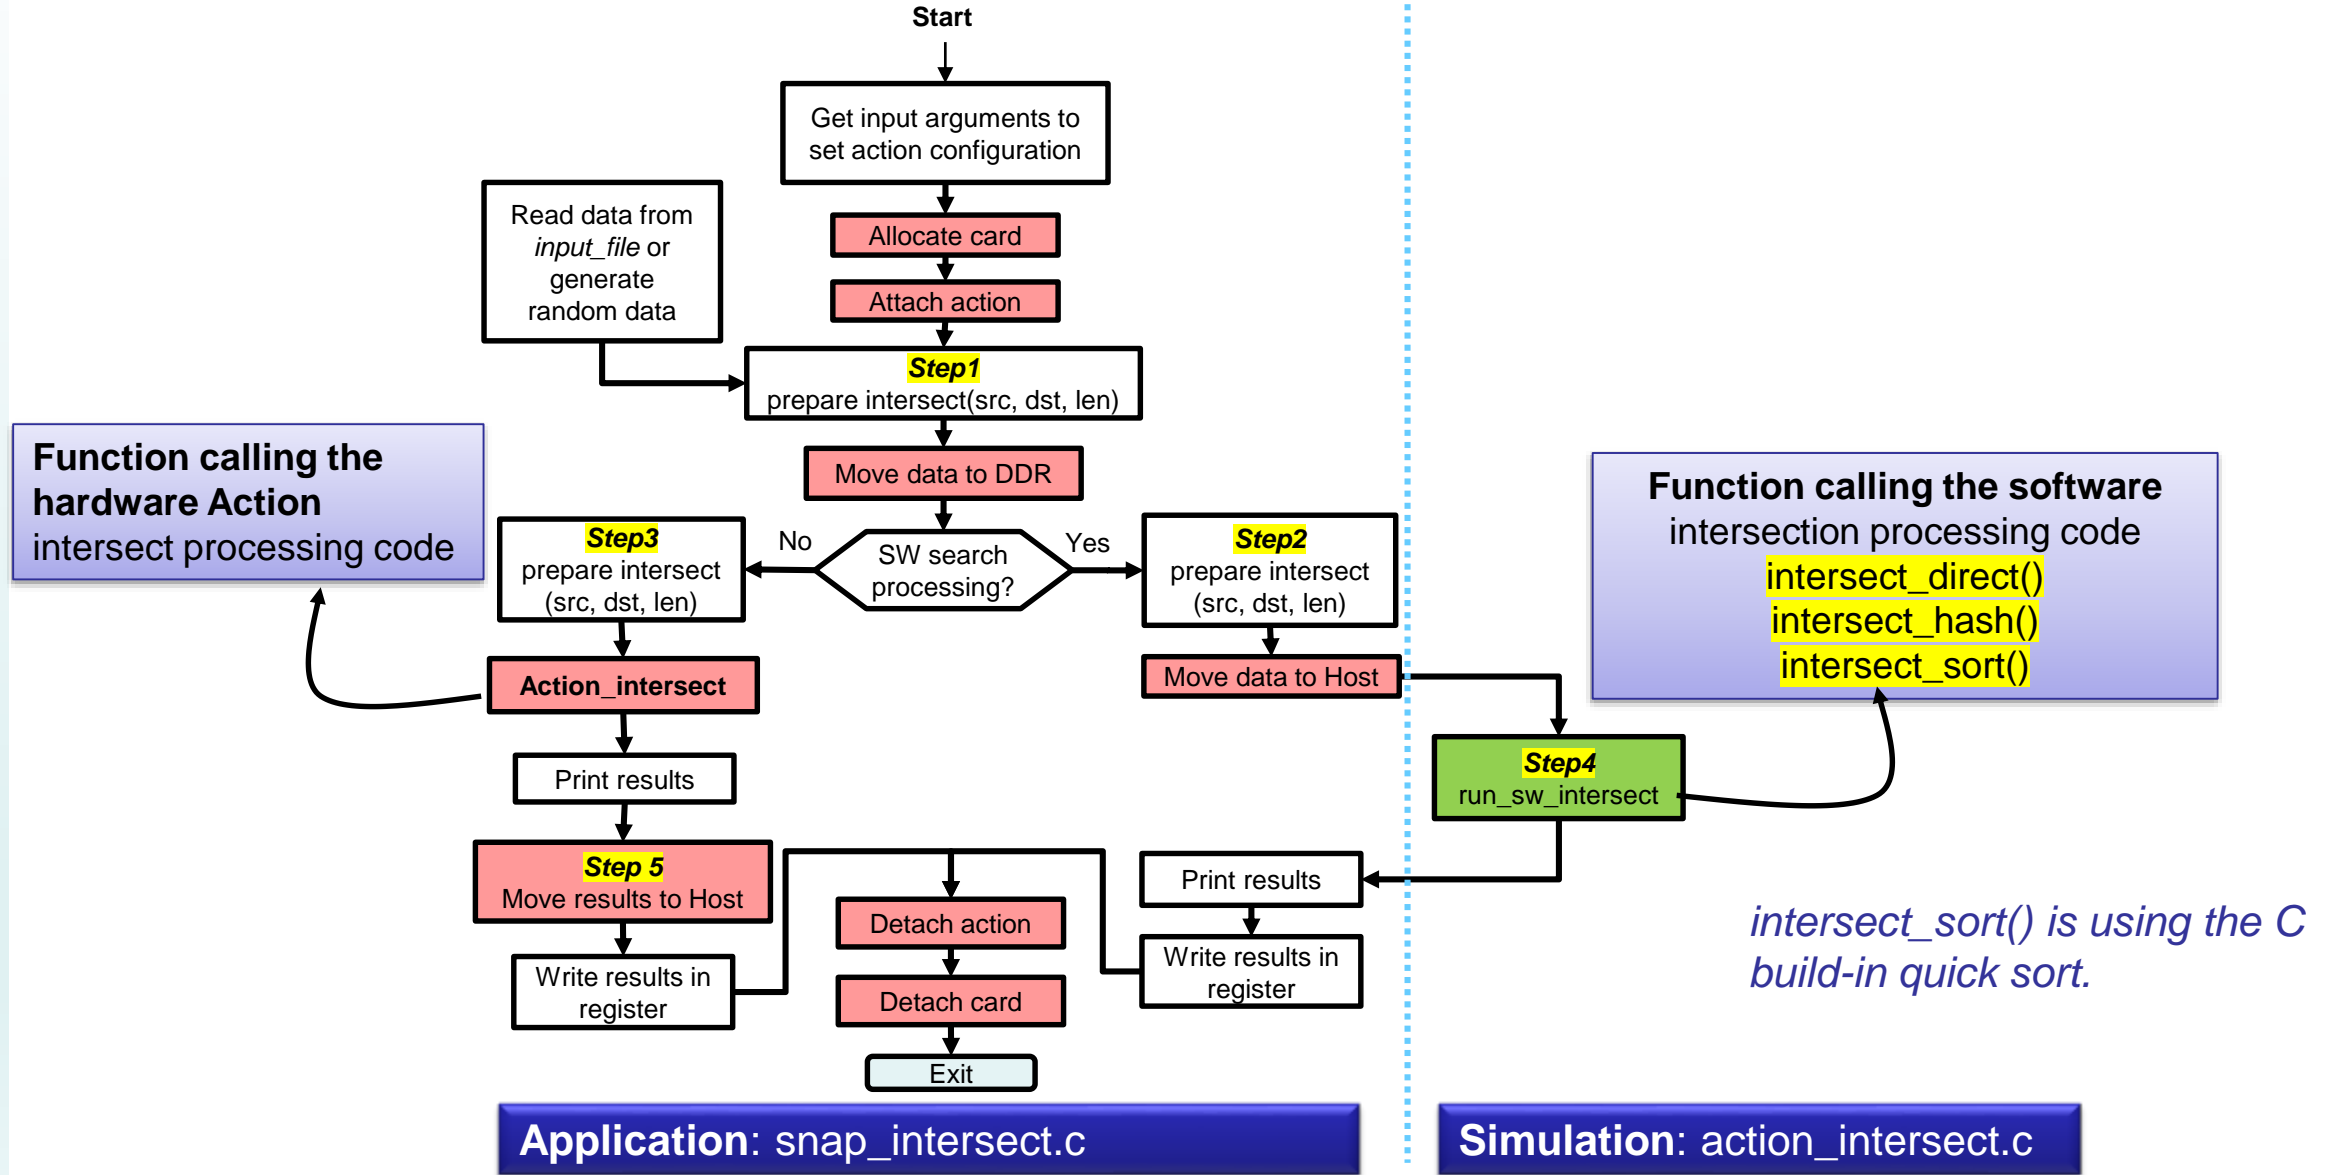 Start
Get input arguments to
set action configuration
Read data from
input_file or
generate
random data
Allocate card
Attach action
Step1
prepare intersect(src, dst, len)
Move data to DDR
Function calling the
hardware Action
intersect processing code
Step3
prepare intersect
(src, dst, len)
No
SW search
processing?
Yes
Step2
prepare intersect
(src, dst, len)
Function calling the software
intersection processing code
intersect_direct()
intersect_hash()
intersect_sort()
Action_intersect
Move data to Host
Print results
Step4
run_sw_intersect
Step 5
Move results to Host
Print results
Detach action
Write results in
register
Detach card
Write results in
register
Exit
intersect_sort() is using the C
build-in quick sort.
Application: snap_intersect.c
Simulation: action_intersect.c